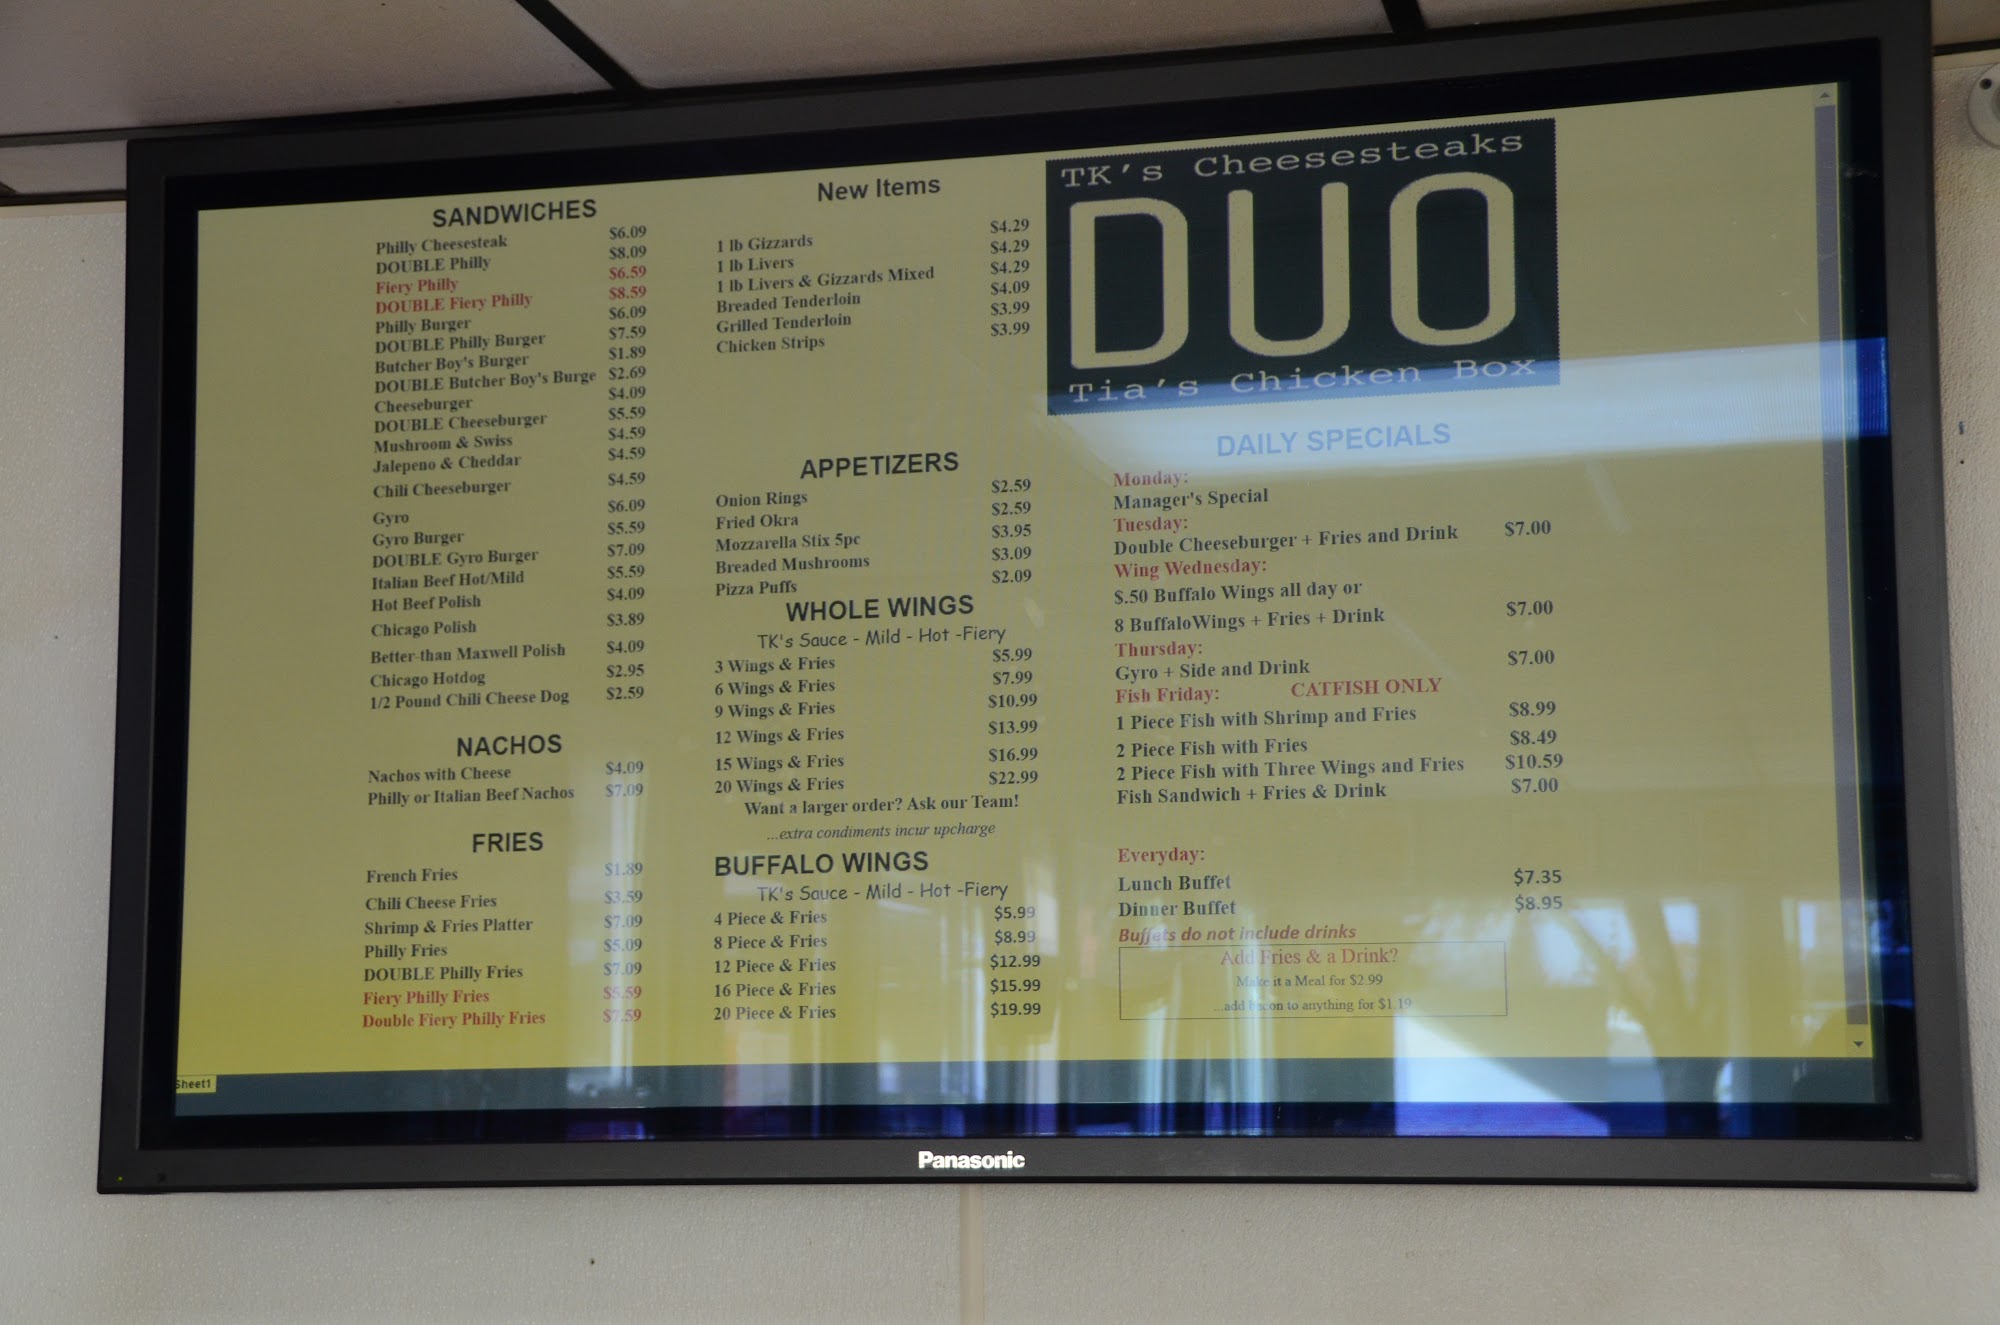 SANDWICHES
Philly Cheesesteak $6.09
DOUBLE Philly $8.09
Fiery Philly $6.59
DOUBLE Fiery Philly $8.59
Philly Burger $6.09
DOUBLE Philly Burger $7.59
Butcher Boy's Burger $1.89
DOUBLE Butcher Boy's Burge $2.69
Cheeseburger $4.09
DOUBLE Cheeseburger $5.59
Mushroom & Swiss $4.59
Jalepeno & Cheddar $4.59
Chili Cheeseburger $4.59
Gyro $6.09
Gyro Burger $5.59
DOUBLE Gyro Burger $7.09
Italian Beef Hot/Mild $5.59
Hot Beef Polish $4.09
Chicago Polish $3.89
Better-than Maxwell Polish $4.09
Chicago Hotdog $2.95
1/2 Pound Chili Cheese Dog $2.59
NACHOS
Nachos with Cheese $4.09
Philly or Italian Beef Nachos $7.09
FRIES
French Fries $1.89
Chili Cheese Fries $3.59
Shrimp & Fries Platter $7.09
Philly Fries $5.09
DOUBLE Philly Fries $7.09
Fiery Philly Fries $5.59
Double Fiery Philly Fries $7.59
New Items
1 lb Gizzards $4.29
1 lb Livers $4.29
1 lb Livers & Gizzards Mixed $4.29
Breaded Tenderloin $4.09
Grilled Tenderloin $3.99
Chicken Strips $3.99
APPETIZERS
Onion Rings $2.59
Fried Okra $2.59
Mozzarella Stix 5pc $3.95
Breaded Mushrooms $3.09
Pizza Puffs $2.09
WHOLE WINGS
TK's Sauce - Mild - Hot -Fiery
3 Wings & Fries $5.99
6 Wings & Fries $7.99
9 Wings & Fries $10.99
12 Wings & Fries $13.99
15 Wings & Fries $16.99
20 Wings & Fries $22.99
Want a larger order? Ask our Team!
...extra condiments incur upcharge
BUFFALO WINGS
TK's Sauce - Mild - Hot -Fiery
4 Piece & Fries $5.99
8 Piece & Fries $8.99
12 Piece & Fries $12.99
16 Piece & Fries $15.99
20 Piece & Fries $19.99
TK's Cheesesteaks
DUO
Tia's Chicken Box
DAILY SPECIALS
Monday:
Manager's Special
Tuesday:
Double Cheeseburger + Fries and Drink $7.00
Wing Wednesday:
$.50 Buffalo Wings all day or
8 BuffaloWings + Fries + Drink $7.00
Thursday:
Gyro + Side and Drink $7.00
Fish Friday: CATFISH ONLY
1 Piece Fish with Shrimp and Fries $8.99
2 Piece Fish with Fries $8.49
2 Piece Fish with Three Wings and Fries $10.59
Fish Sandwich + Fries & Drink $7.00
Everyday:
Lunch Buffet $7.35
Dinner Buffet $8.95
Buffets do not include drinks
Add Fries & a Drink?
Make it a Meal for $2.99
...add bacon to anything for $1.19
Sheet1
Panasonic